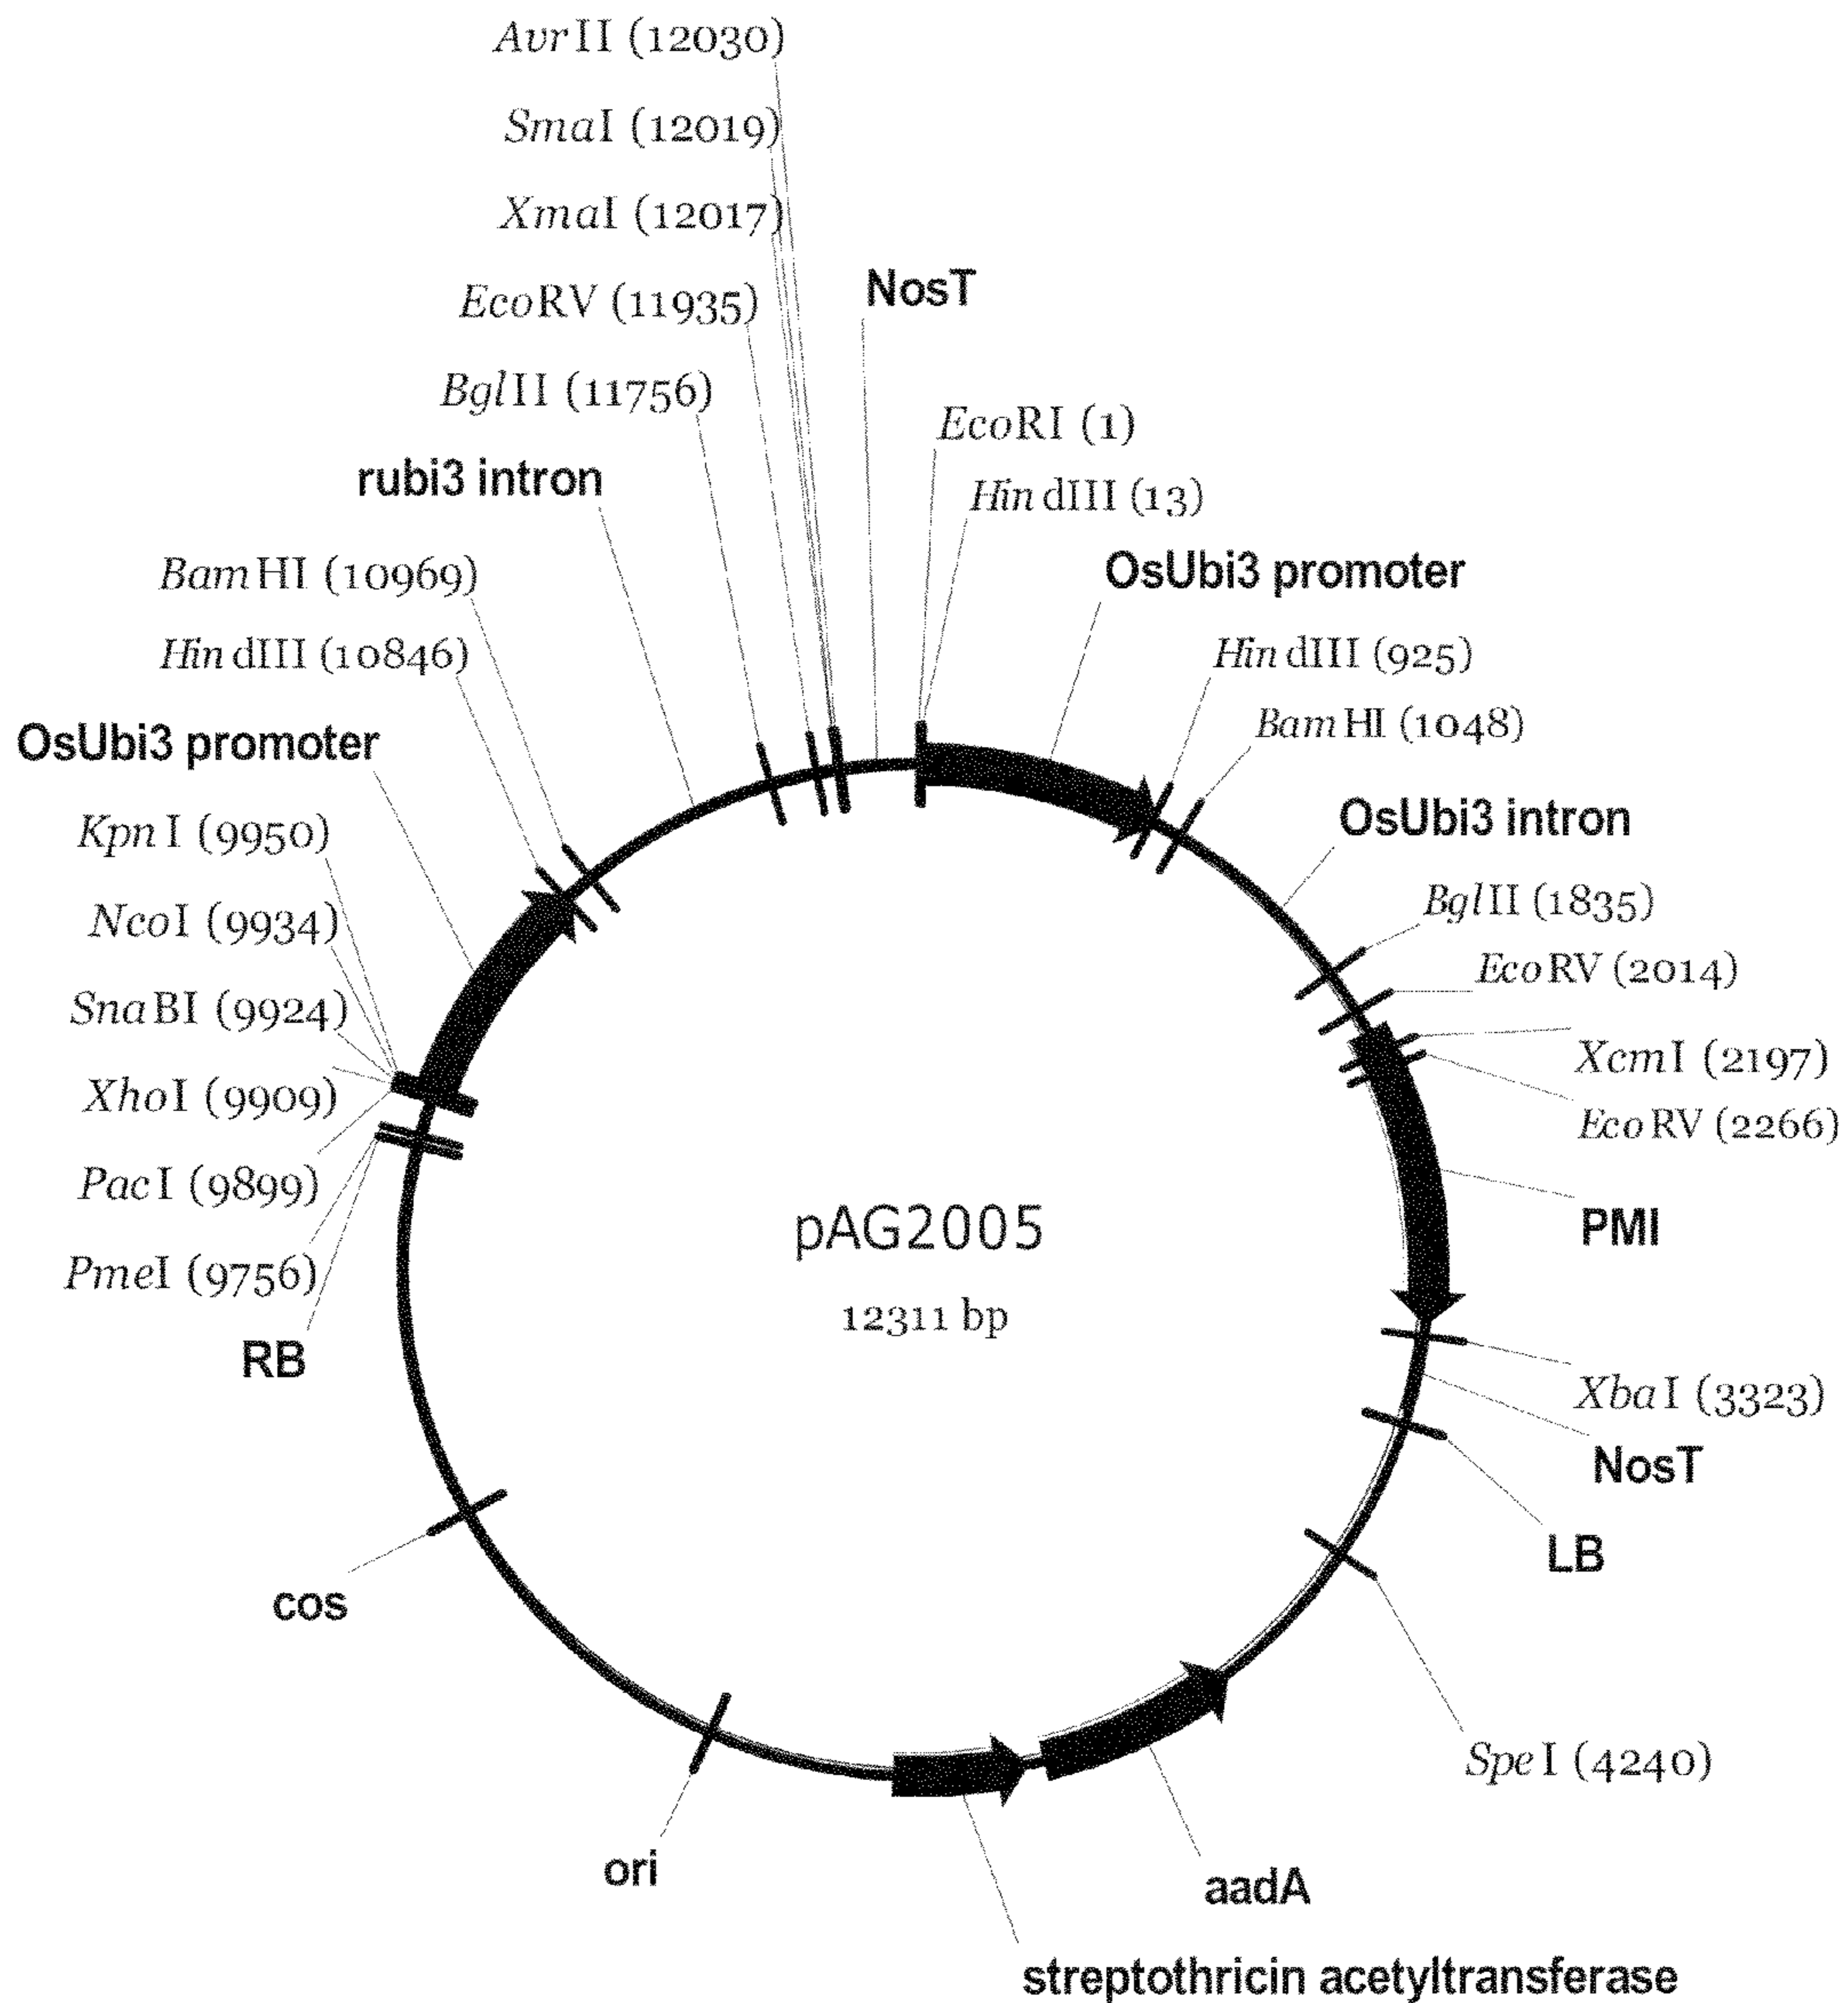 AvrII (12030)
SmaI (12019)
XmaI (12017)
EcoRV (11935)
NosT
BglII (11756)
EcoRI (1)
rubi3 intron
HindIII (13)
OsUbi3 promoter
BamHI (10969)
HindIII (10846)
HindIII (925)
BamHI (1048)
OsUbi3 promoter
OsUbi3 intron
KpnI (9950)
BglII (1835)
NcoI (9934)
EcoRV (2014)
SnaBI (9924)
XcmI (2197)
XhoI (9909)
EcoRV (2266)
PacI (9899)
PMI
pAG2005
PmeI (9756)
12311 bp
RB
XbaI (3323)
NosT
LB
cos
SpeI (4240)
ori
aadA
streptothricin acetyltransferase